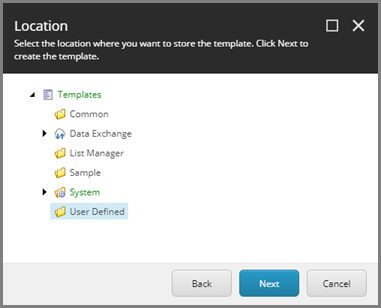 Location
Select the location where you want to store the template. Click Next to
create the template.
Templates
Common
Data Exchange
List Manager
Sample
System
User Defined
Back
Next
Cancel